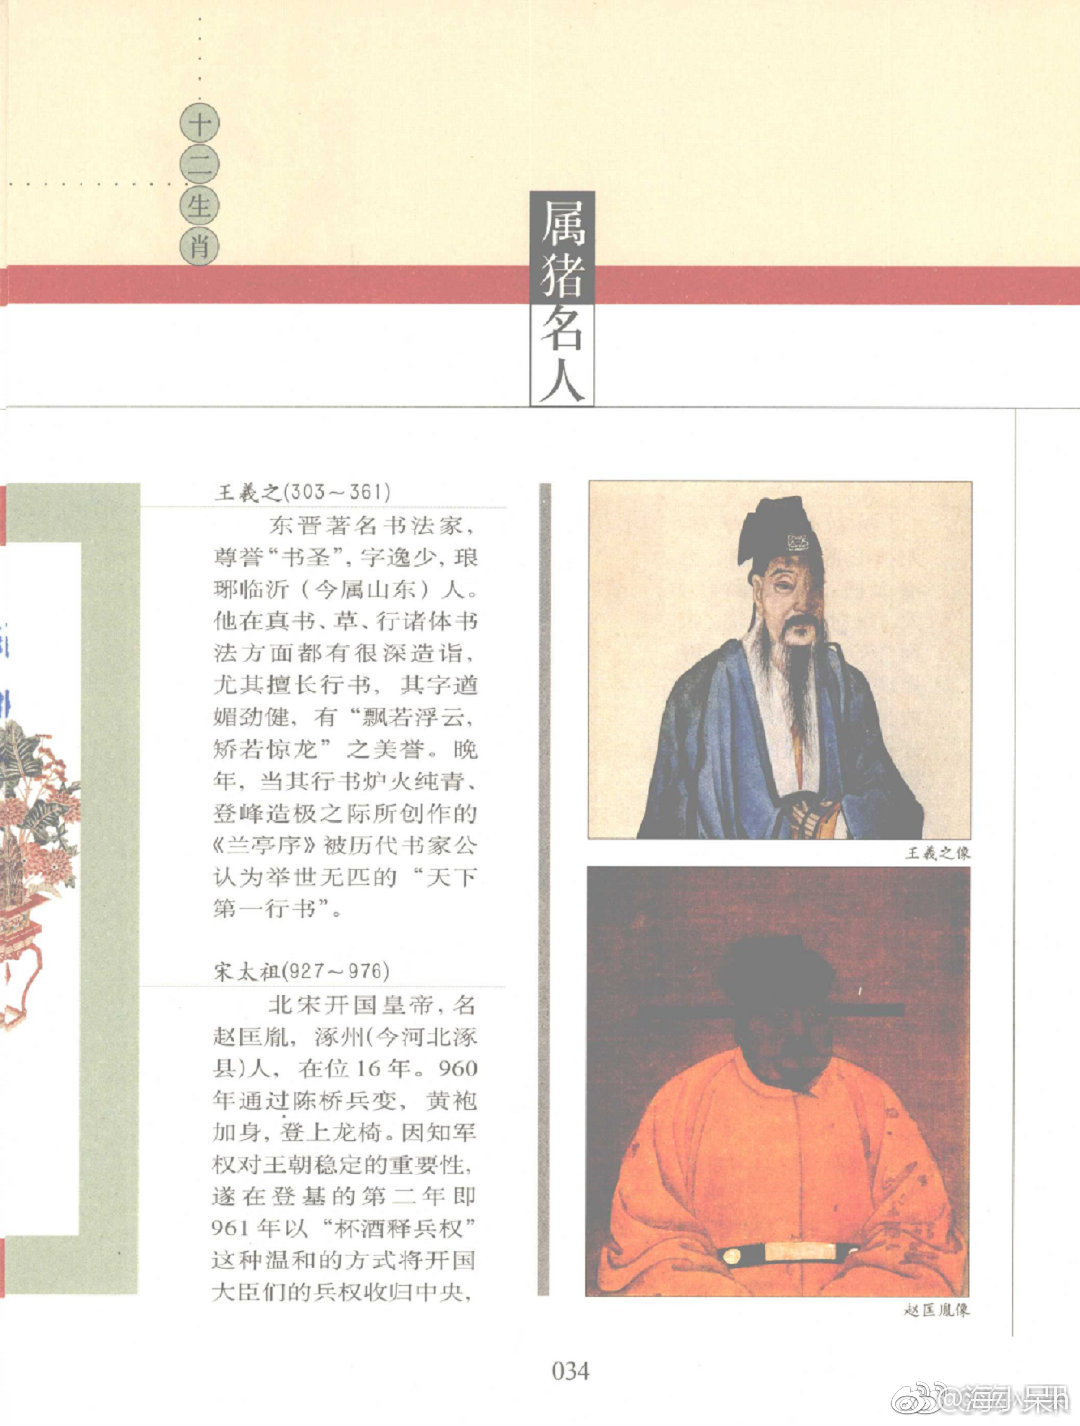 十二生肖
属猪名人
王羲之(303～361)
东晋著名书法家，
尊誉“书圣”，字逸少，琅
琊临沂（今属山东）人。
他在真书、草、行诸体书
法方面都有很深造诣，
尤其擅长行书，其字遒
媚劲健，有“飘若浮云，
矫若惊龙”之美誉。晚
年，当其行书炉火纯青、
登峰造极之际所创作的
《兰亭序》被历代书家公
认为举世无匹的“天下
第一行书”。
宋太祖(927～976)
北宋开国皇帝，名
赵匡胤，涿州(今河北涿
县)人，在位16年。960
年通过陈桥兵变，黄袍
加身，登上龙椅。因知军
权对王朝稳定的重要性，
遂在登基的第二年即
961年以“杯酒释兵权”
这种温和的方式将开国
大臣们的兵权收归中央，
王羲之像
赵匡胤像
034